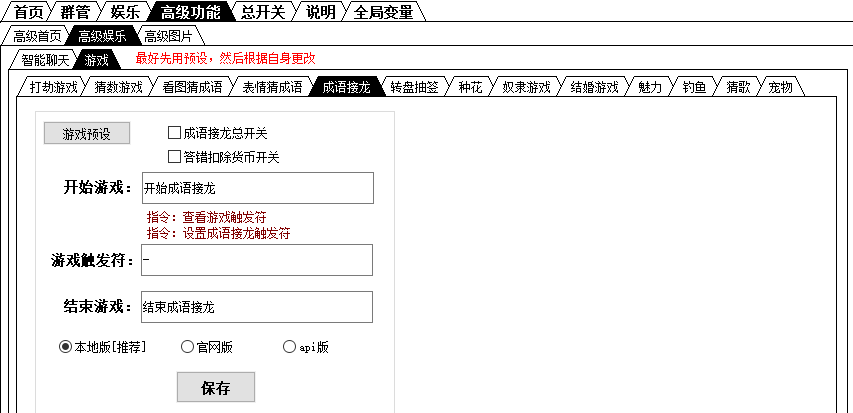 首页 群管 娱乐 高级功能 总开关 说明 全局变量
高级首页 高级娱乐 高级图片
智能聊天 游戏 最好先用预设，然后根据自身更改
打劫游戏 猜数游戏 看图猜成语 表情猜成语 成语接龙 转盘抽签 种花 奴隶游戏 结婚游戏 魅力 钓鱼 猜歌 宠物
游戏预设 成语接龙总开关
答错扣除货币开关
开始游戏： 开始成语接龙
指令：查看游戏触发符
指令：设置成语接龙触发符
游戏触发符： -
结束游戏： 结束成语接龙
本地版[推荐] 官网版 api版
保存